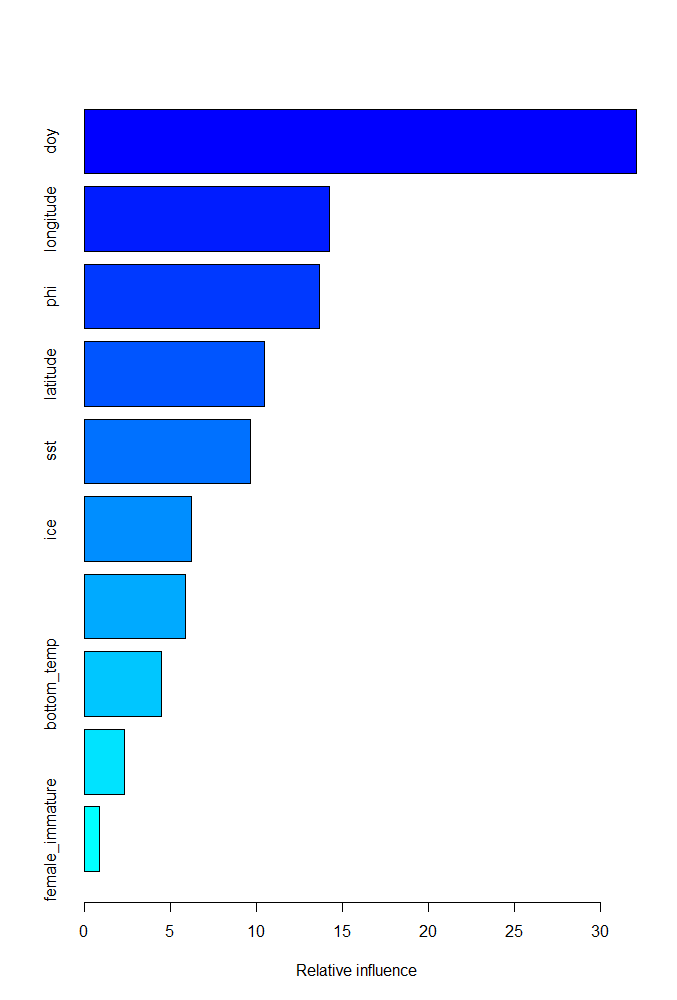 doy
longitude
phi
latitude
sst
ice
bottom_temp
female_immature
0 5 10 15 20 25 30
Relative influence